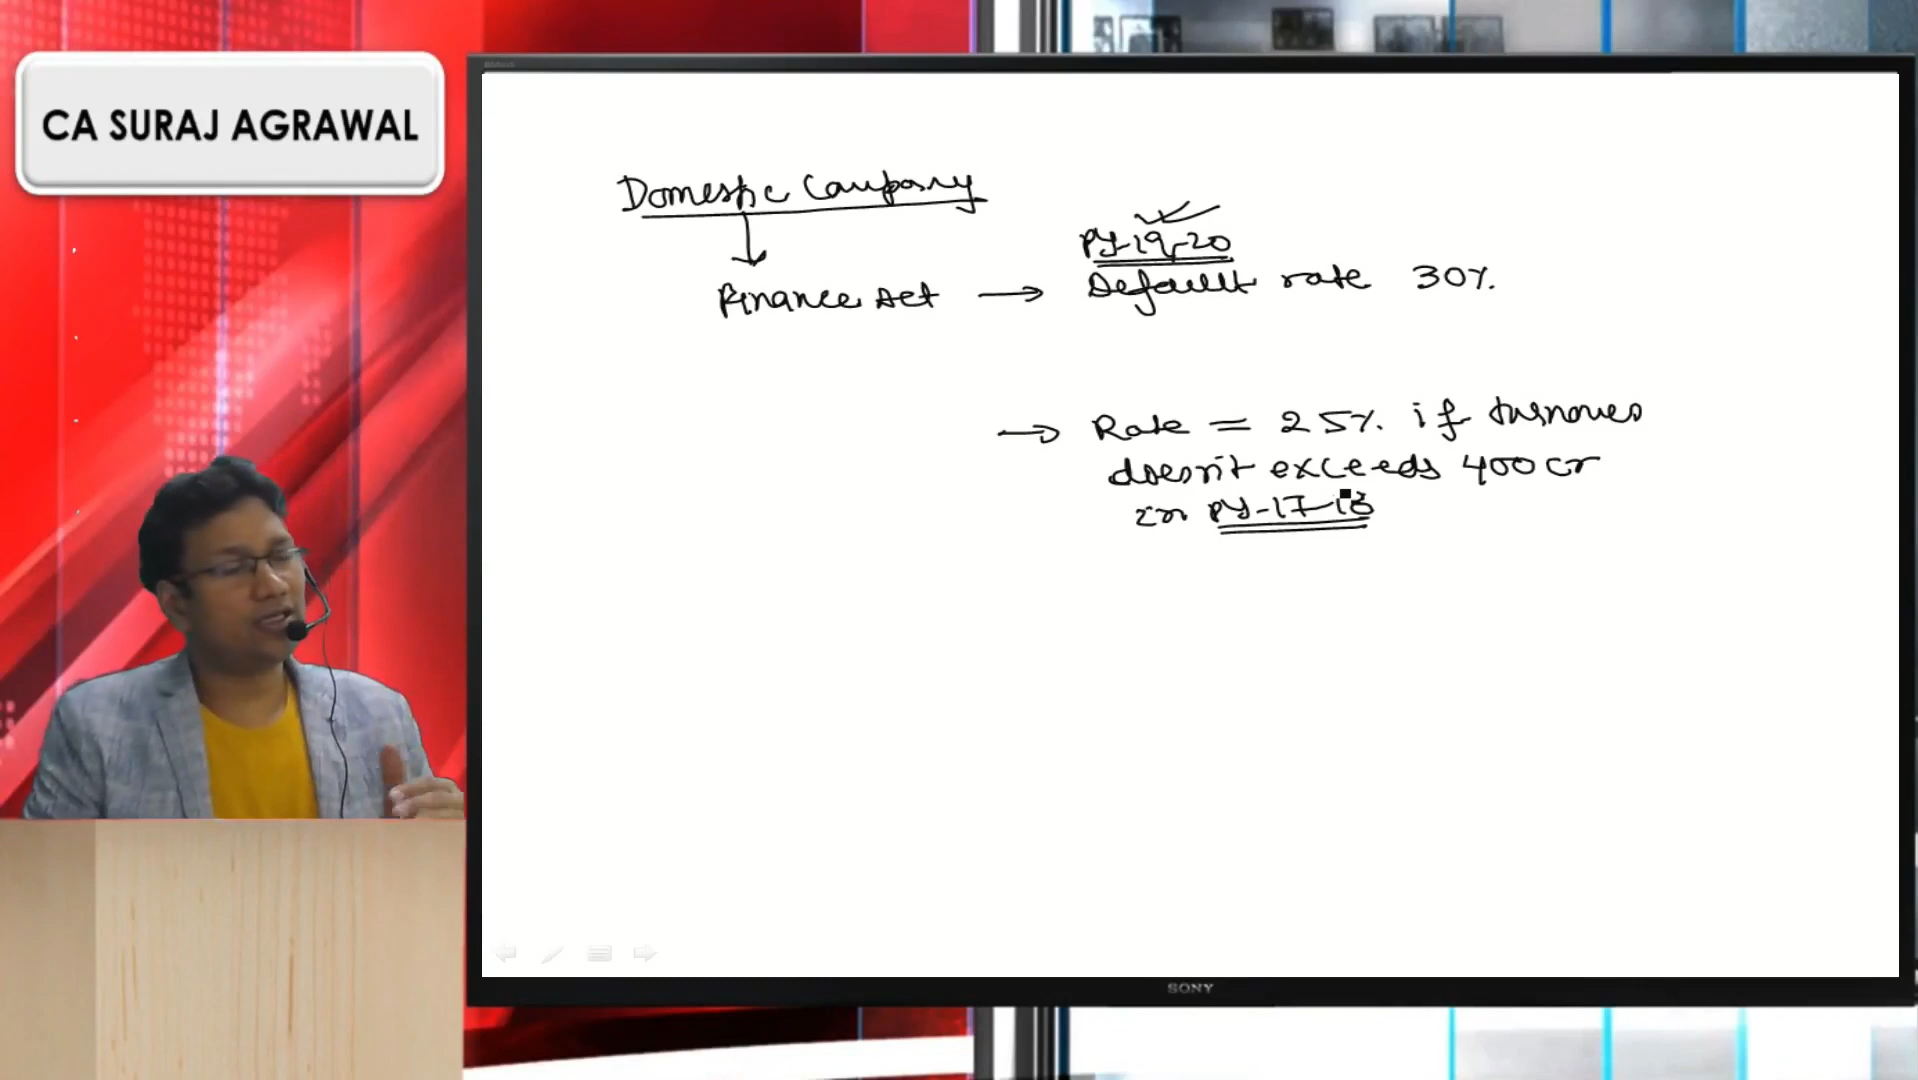 CA SURAJ AGRAWAL
Domestic Company
PY-19-20
Finance Act → Default rate 30%.
→ Rate = 25%. if turnover
doesn't exceeds 400 cr
in PY-17-18
SONY